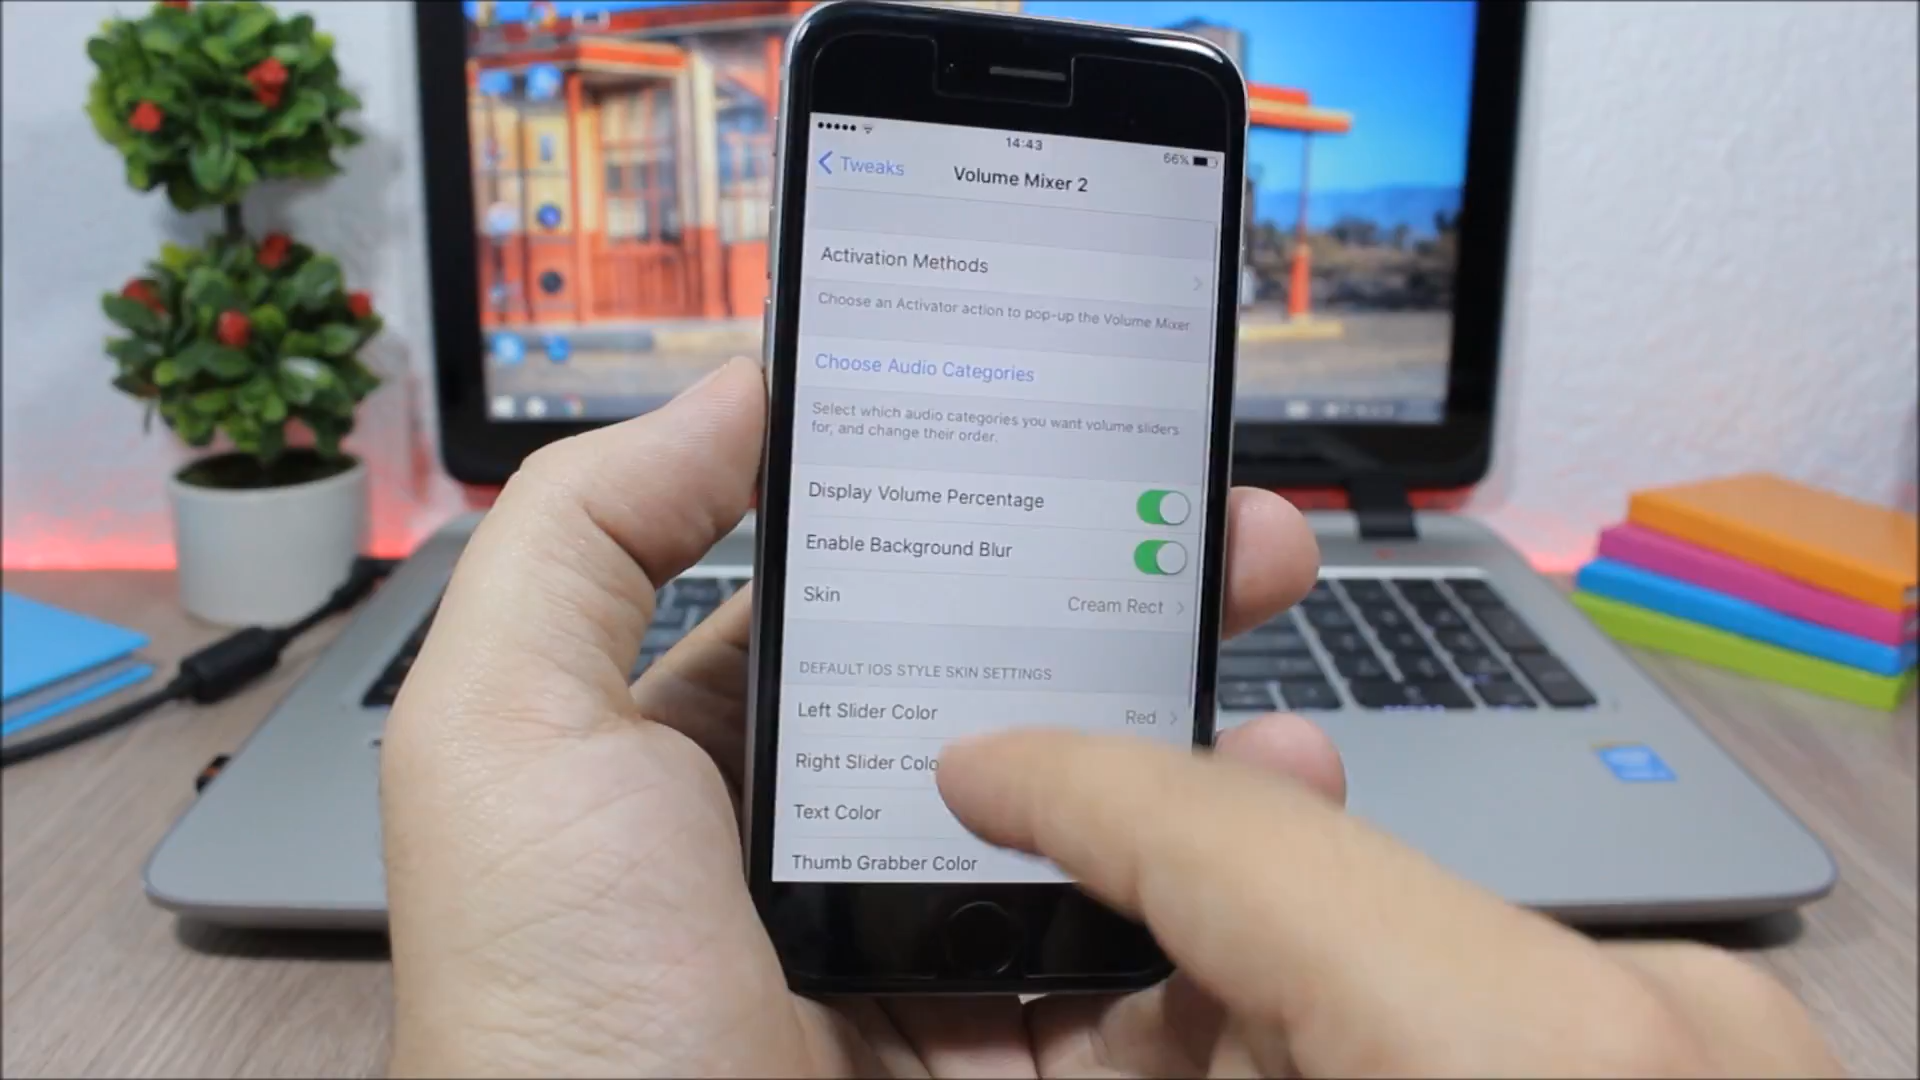 14:43
66%
Tweaks
Volume Mixer 2
Activation Methods
Choose an Activator action to pop-up the Volume Mixer
Choose Audio Categories
Select which audio categories you want volume sliders
for, and change their order.
Display Volume Percentage
Enable Background Blur
Skin
Cream Rect
DEFAULT IOS STYLE SKIN SETTINGS
Left Slider Color
Red
Right Slider Colo
Text Color
Thumb Grabber Color